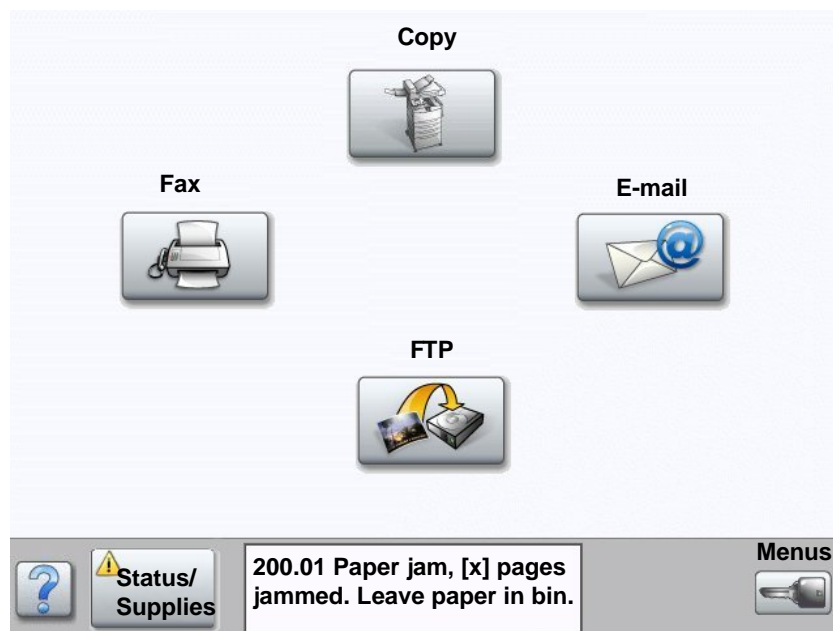 Copy
Fax
E-mail
FTP
Status/
Supplies
200.01 Paper jam, [x] pages
jammed. Leave paper in bin.
Menus